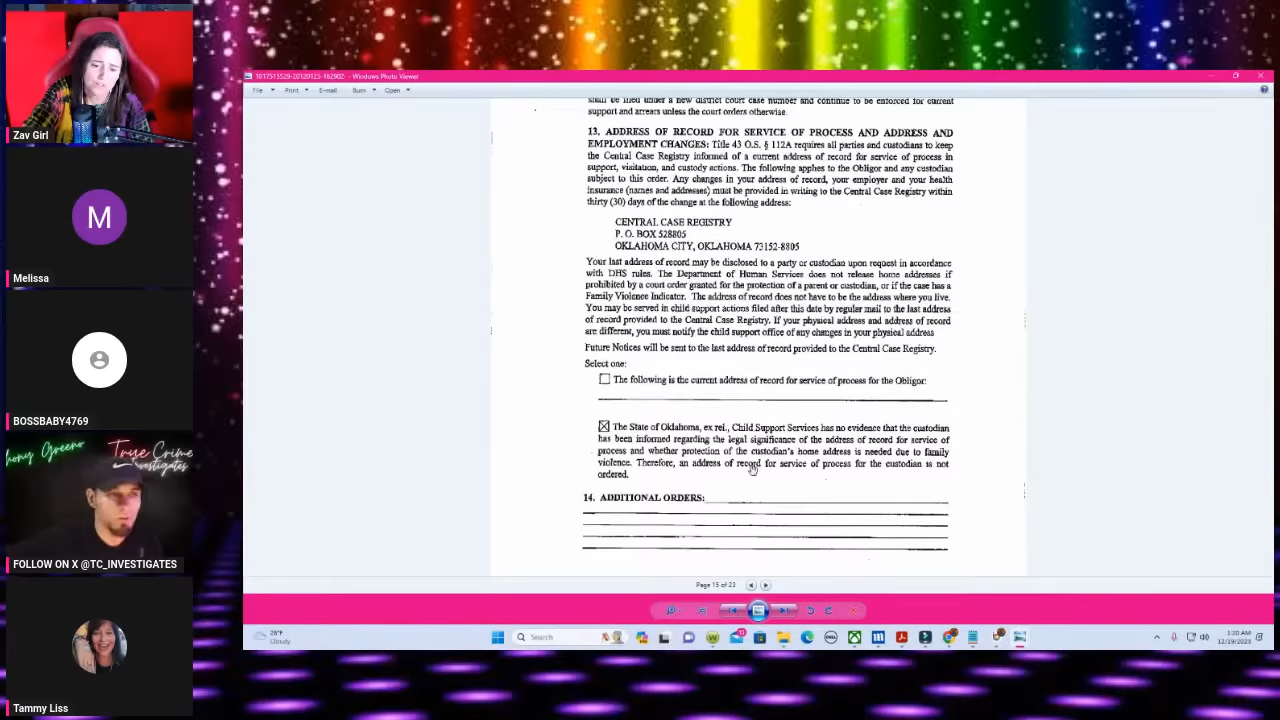 Zav Girl
M
Melissa
BOSSBABY4769
True Crime
Investigates
FOLLOW ON X @TC_INVESTIGATES
Tammy Liss
1017515529-20120125-162902- - Windows Photo Viewer
File Print E-mail Burn Open
shall be filed under a new district court case number and continue to be enforced for current
support and arrears unless the court orders otherwise.
13. ADDRESS OF RECORD FOR SERVICE OF PROCESS AND ADDRESS AND
EMPLOYMENT CHANGES: Title 43 O.S. § 112A requires all parties and custodians to keep
the Central Case Registry informed of a current address of record for service of process in
support, visitation, and custody actions. The following applies to the Obligor and any custodian
subject to this order. Any changes in your address of record, your employer and your health
insurance (names and addresses) must be provided in writing to the Central Case Registry within
thirty (30) days of the change at the following address:
CENTRAL CASE REGISTRY
P. O. BOX 528805
OKLAHOMA CITY, OKLAHOMA 73152-8805
Your last address of record may be disclosed to a party or custodian upon request in accordance
with DHS rules. The Department of Human Services does not release home addresses if
prohibited by a court order granted for the protection of a parent or custodian, or if the case has a
Family Violence Indicator. The address of record does not have to be the address where you live.
You may be served in child support actions filed after this date by regular mail to the last address
of record provided to the Central Case Registry. If your physical address and address of record
are different, you must notify the child support office of any changes in your physical address
Future Notices will be sent to the last address of record provided to the Central Case Registry.
Select one:
The following is the current address of record for service of process for the Obligor:
The State of Oklahoma, ex rel., Child Support Services has no evidence that the custodian
has been informed regarding the legal significance of the address of record for service of
process and whether protection of the custodian's home address is needed due to family
violence. Therefore, an address of record for service of process for the custodian is not
ordered.
14. ADDITIONAL ORDERS:
Page 15 of 23
28°F
Cloudy
Search
1:20 AM
12/19/2023